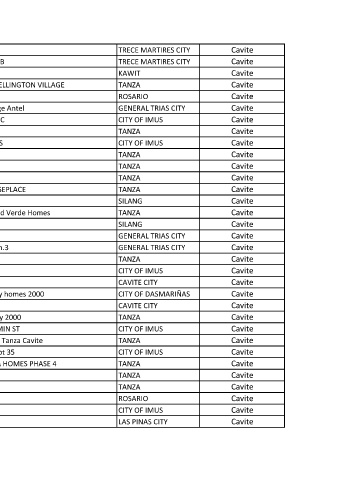 TRECE MARTIRES CITY Cavite
B TRECE MARTIRES CITY Cavite
KAWIT Cavite
ELLINGTON VILLAGE TANZA Cavite
ROSARIO Cavite
ge Antel GENERAL TRIAS CITY Cavite
C CITY OF IMUS Cavite
TANZA Cavite
S CITY OF IMUS Cavite
TANZA Cavite
TANZA Cavite
TANZA Cavite
SEPLACE TANZA Cavite
SILANG Cavite
d Verde Homes TANZA Cavite
SILANG Cavite
GENERAL TRIAS CITY Cavite
n.3 GENERAL TRIAS CITY Cavite
TANZA Cavite
CITY OF IMUS Cavite
CAVITE CITY Cavite
y homes 2000 CITY OF DASMARIÑAS Cavite
CAVITE CITY Cavite
y 2000 TANZA Cavite
MIN ST CITY OF IMUS Cavite
Tanza Cavite TANZA Cavite
ot 35 CITY OF IMUS Cavite
HOMES PHASE 4 TANZA Cavite
TANZA Cavite
TANZA Cavite
ROSARIO Cavite
CITY OF IMUS Cavite
LAS PINAS CITY Cavite